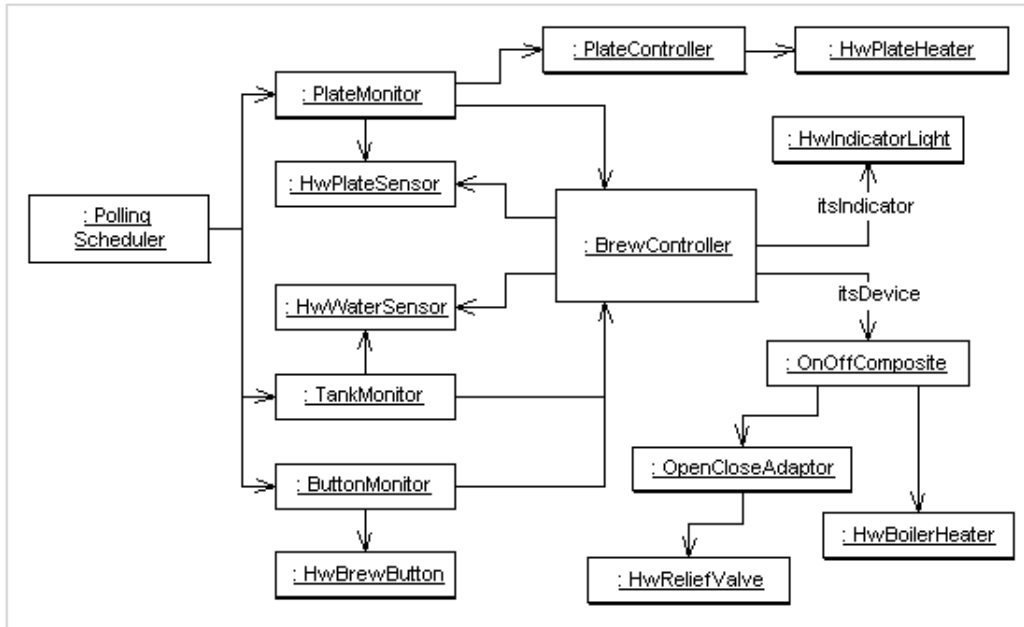 : PlateController
: HwPlateHeater
: PlateMonitor
: HwIndicatorLight
: HwPlateSensor
itsIndicator
: Polling
Scheduler
: BrewController
itsDevice
: HwWaterSensor
: OnOffComposite
: TankMonitor
: OpenCloseAdaptor
: ButtonMonitor
: HwBoilerHeater
: HwBrewButton
: HwReliefValve